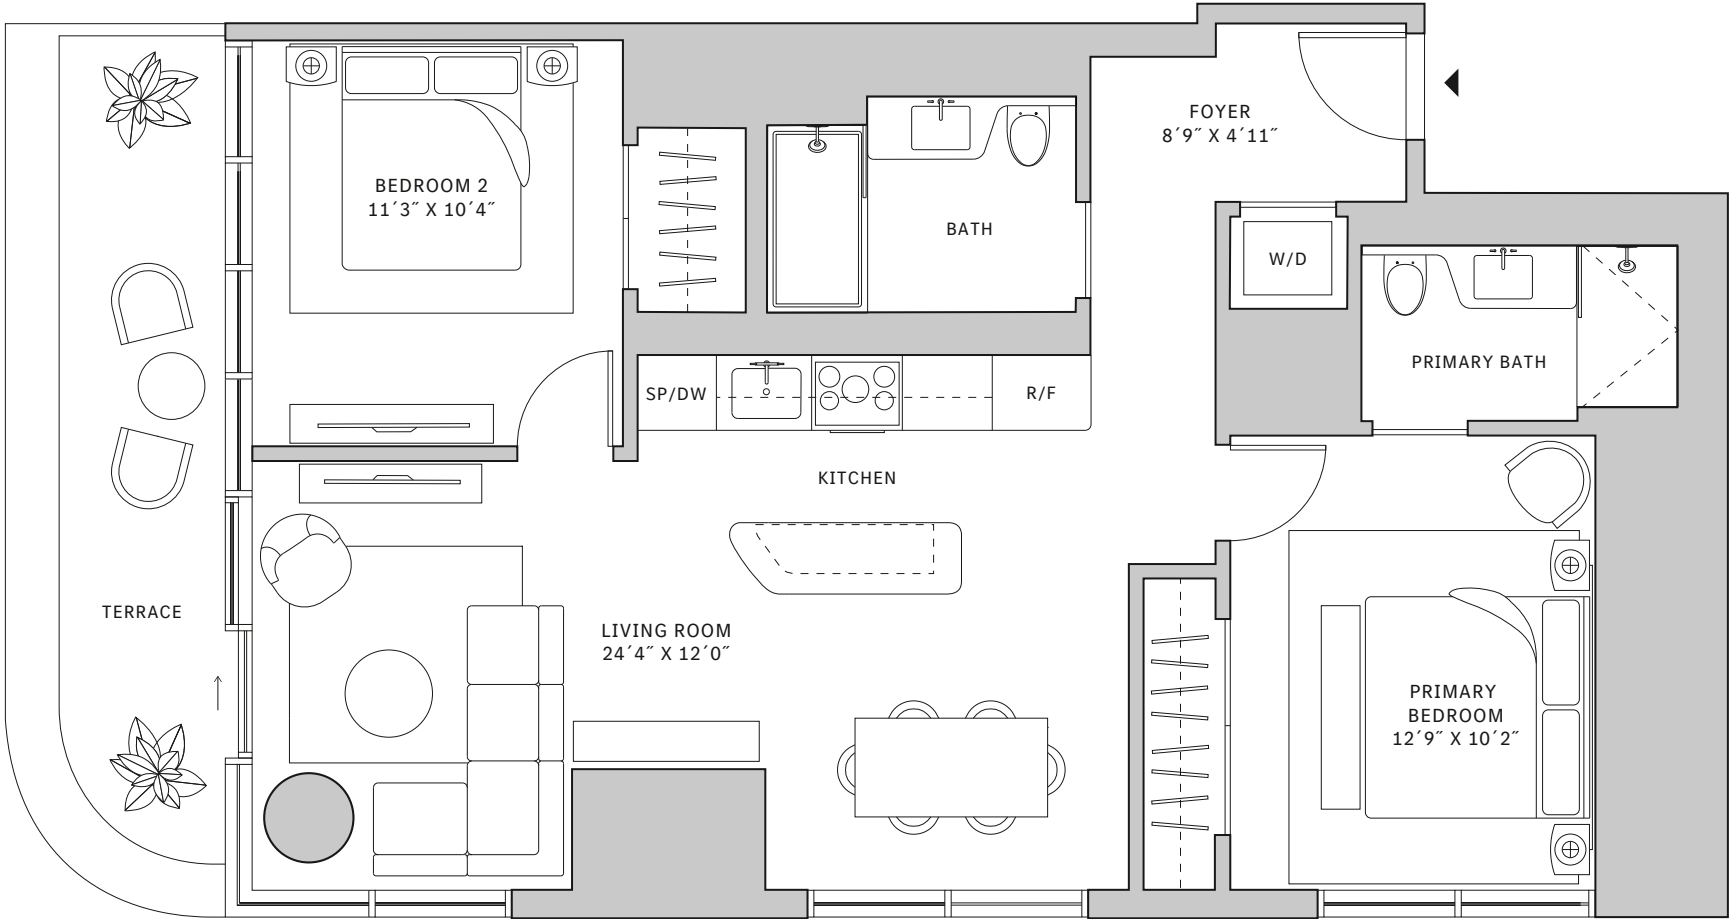 FOYER
8´9˝ X 4´11˝
BEDROOM 2
11´3˝ X 10´4˝
BATH
W/D
PRIMARY BATH
SP/DW
R/F
KITCHEN
TERRACE
LIVING ROOM
24´4˝ X 12´0˝
PRIMARY
BEDROOM
12´9˝ X 10´2˝